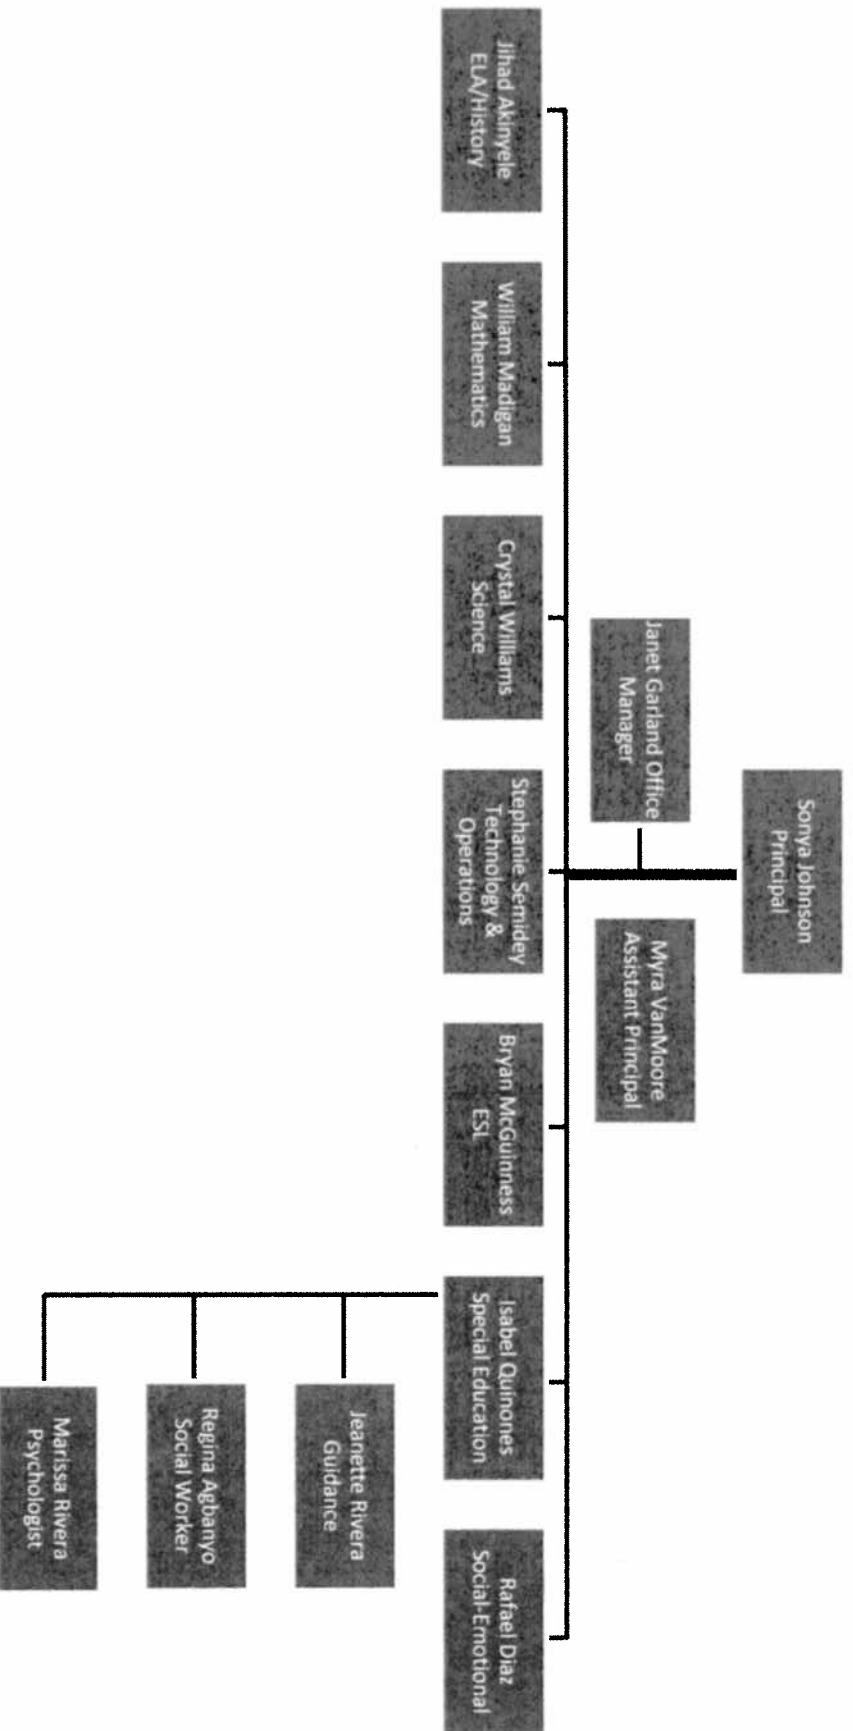 Sonya Johnson
Principal
Janet Garland Office
Manager
Myra VanMoore
Assistant Principal
Jihad Akinyele
ELA/History
William Madigan
Mathematics
Crystal Williams
Science
Stephanie Semidey
Technology &
Operations
Bryan McGuinness
ESL
Isabel Quinones
Special Education
Rafael Diaz
Social-Emotional
Jeanette Rivera
Guidance
Regina Agbanyo
Social Worker
Marissa Rivera
Psychologist